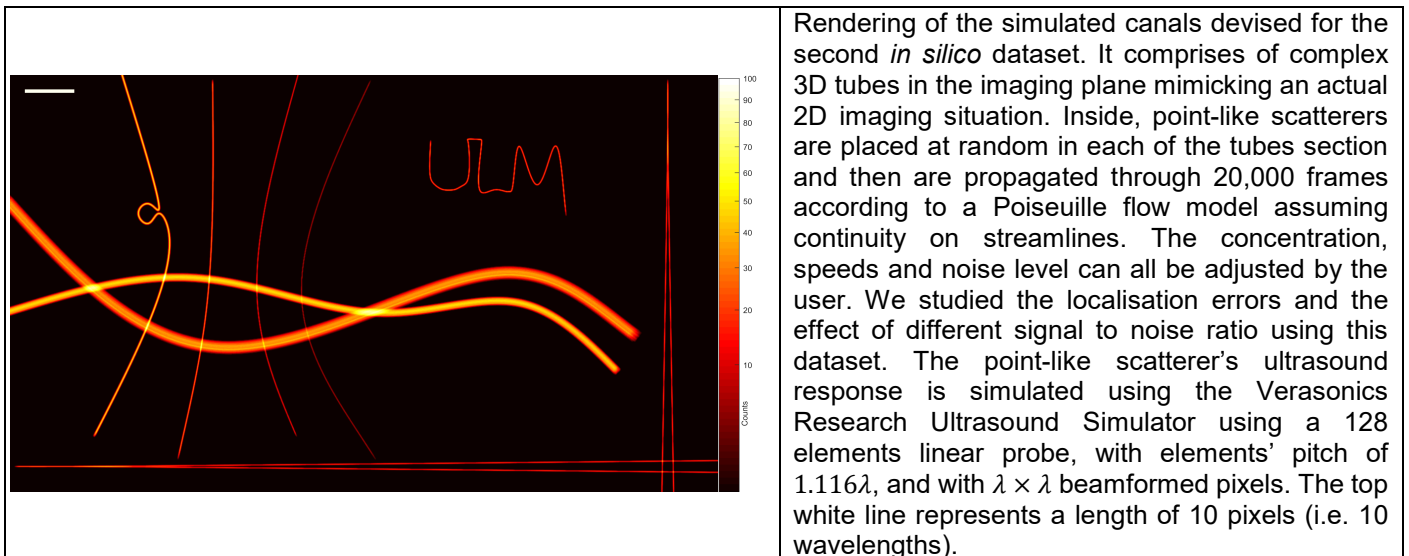 100
90
80
70
60
50
40
30
20
10
Counts
ULM
Rendering of the simulated canals devised for the
second in silico dataset. It comprises of complex
3D tubes in the imaging plane mimicking an actual
2D imaging situation. Inside, point-like scatterers
are placed at random in each of the tubes section
and then are propagated through 20,000 frames
according to a Poiseuille flow model assuming
continuity on streamlines. The concentration,
speeds and noise level can all be adjusted by the
user. We studied the localisation errors and the
effect of different signal to noise ratio using this
dataset. The point-like scatterer’s ultrasound
response is simulated using the Verasonics
Research Ultrasound Simulator using a 128
elements linear probe, with elements’ pitch of
1.116λ, and with λ × λ beamformed pixels. The top
white line represents a length of 10 pixels (i.e. 10
wavelengths).